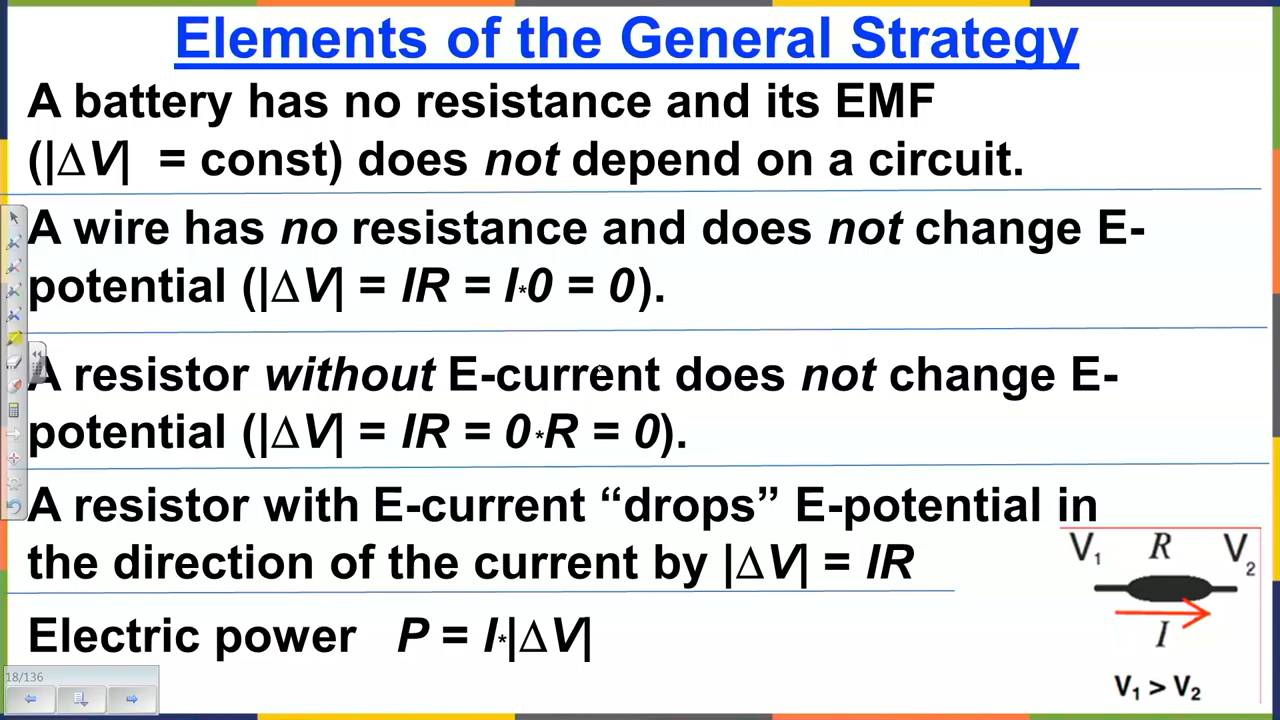 Elements of the General Strategy
A battery has no resistance and its EMF
(|ΔV| = const) does not depend on a circuit.
A wire has no resistance and does not change E-
potential (|ΔV| = IR = I*0 = 0).
A resistor without E-current does not change E-
potential (|ΔV| = IR = 0*R = 0).
A resistor with E-current “drops” E-potential in
the direction of the current by |ΔV| = IR
V₁ R V₂
I
V₁ > V₂
Electric power P = I*|ΔV|
18/136